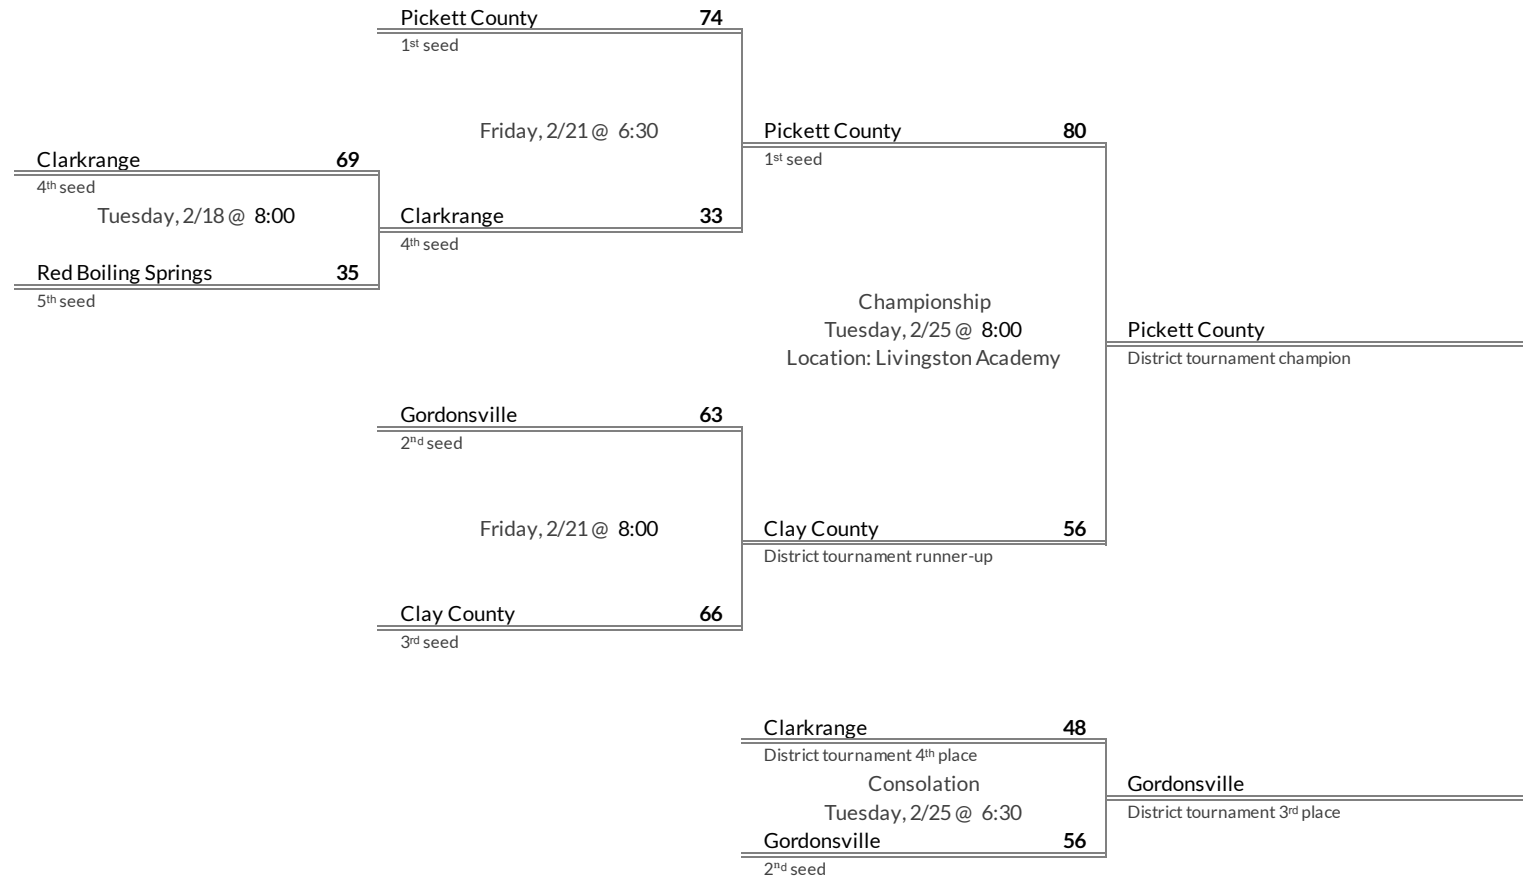 Pickett County 74
1st seed
Friday, 2/21 @ 6:30
Pickett County 80
1st seed
Clarkrange 69
4th seed
Tuesday, 2/18 @ 8:00
Clarkrange 33
4th seed
Red Boiling Springs 35
5th seed
Championship
Tuesday, 2/25 @ 8:00
Location: Livingston Academy
Pickett County
District tournament champion
Gordonsville 63
2nd seed
Friday, 2/21 @ 8:00
Clay County 56
District tournament runner-up
Clay County 66
3rd seed
Clarkrange 48
District tournament 4th place
Consolation
Tuesday, 2/25 @ 6:30
Gordonsville
District tournament 3rd place
Gordonsville 56
2nd seed